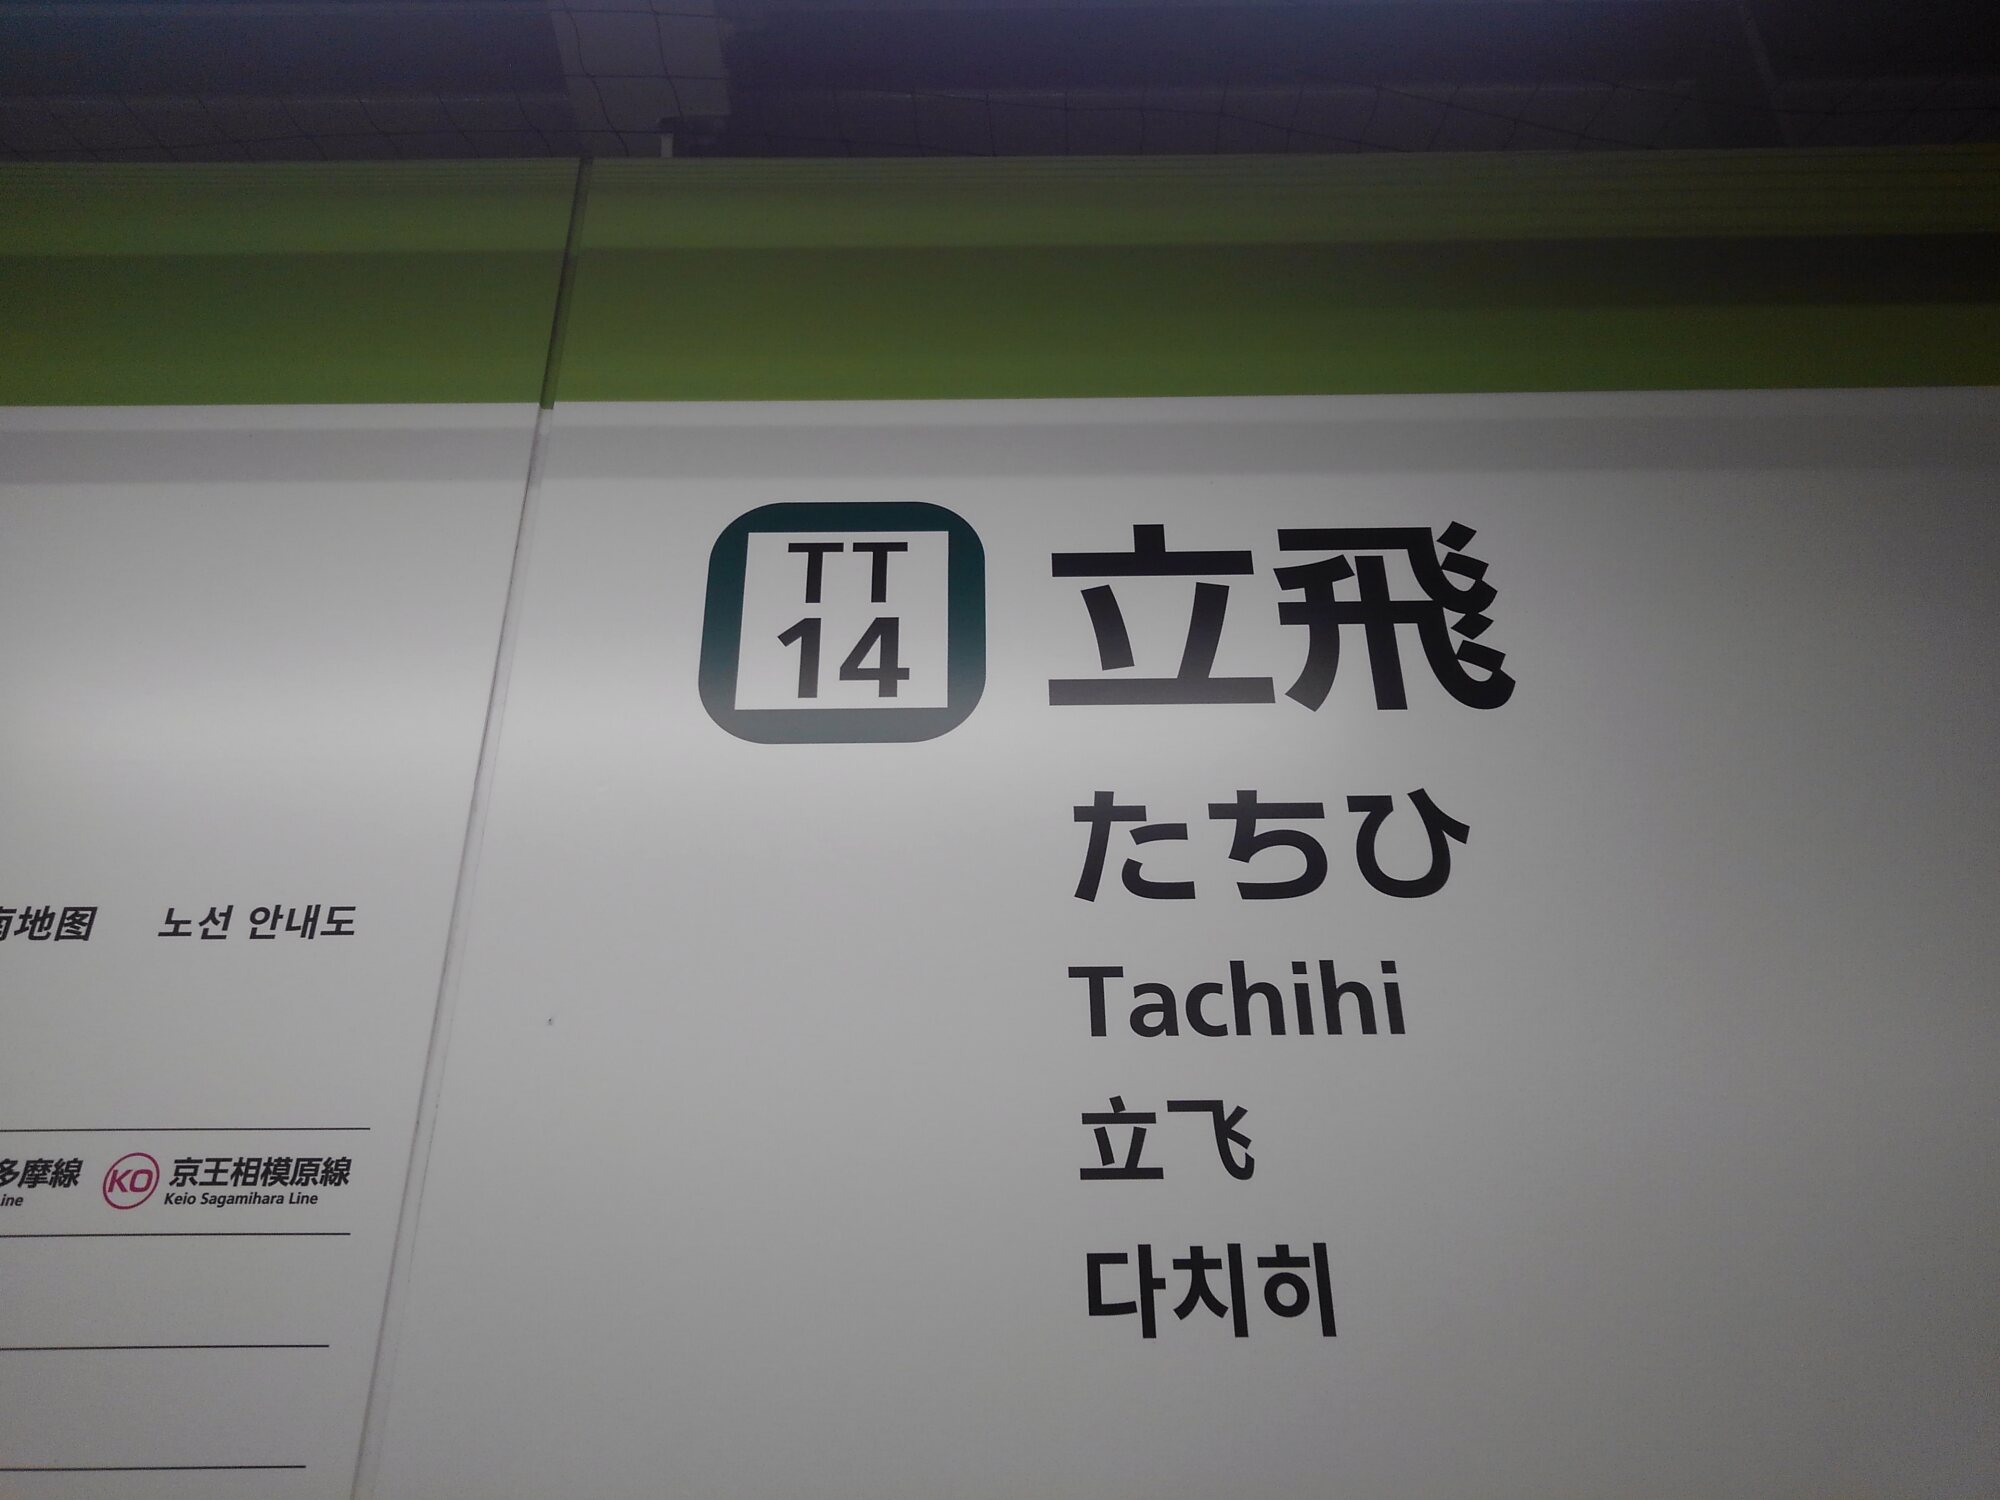 TT
14
立飛
たちひ
Tachihi
立飞
다치히
地图 노선 안내도
多摩線
KO 京王相模原線
Keio Sagamihara Line